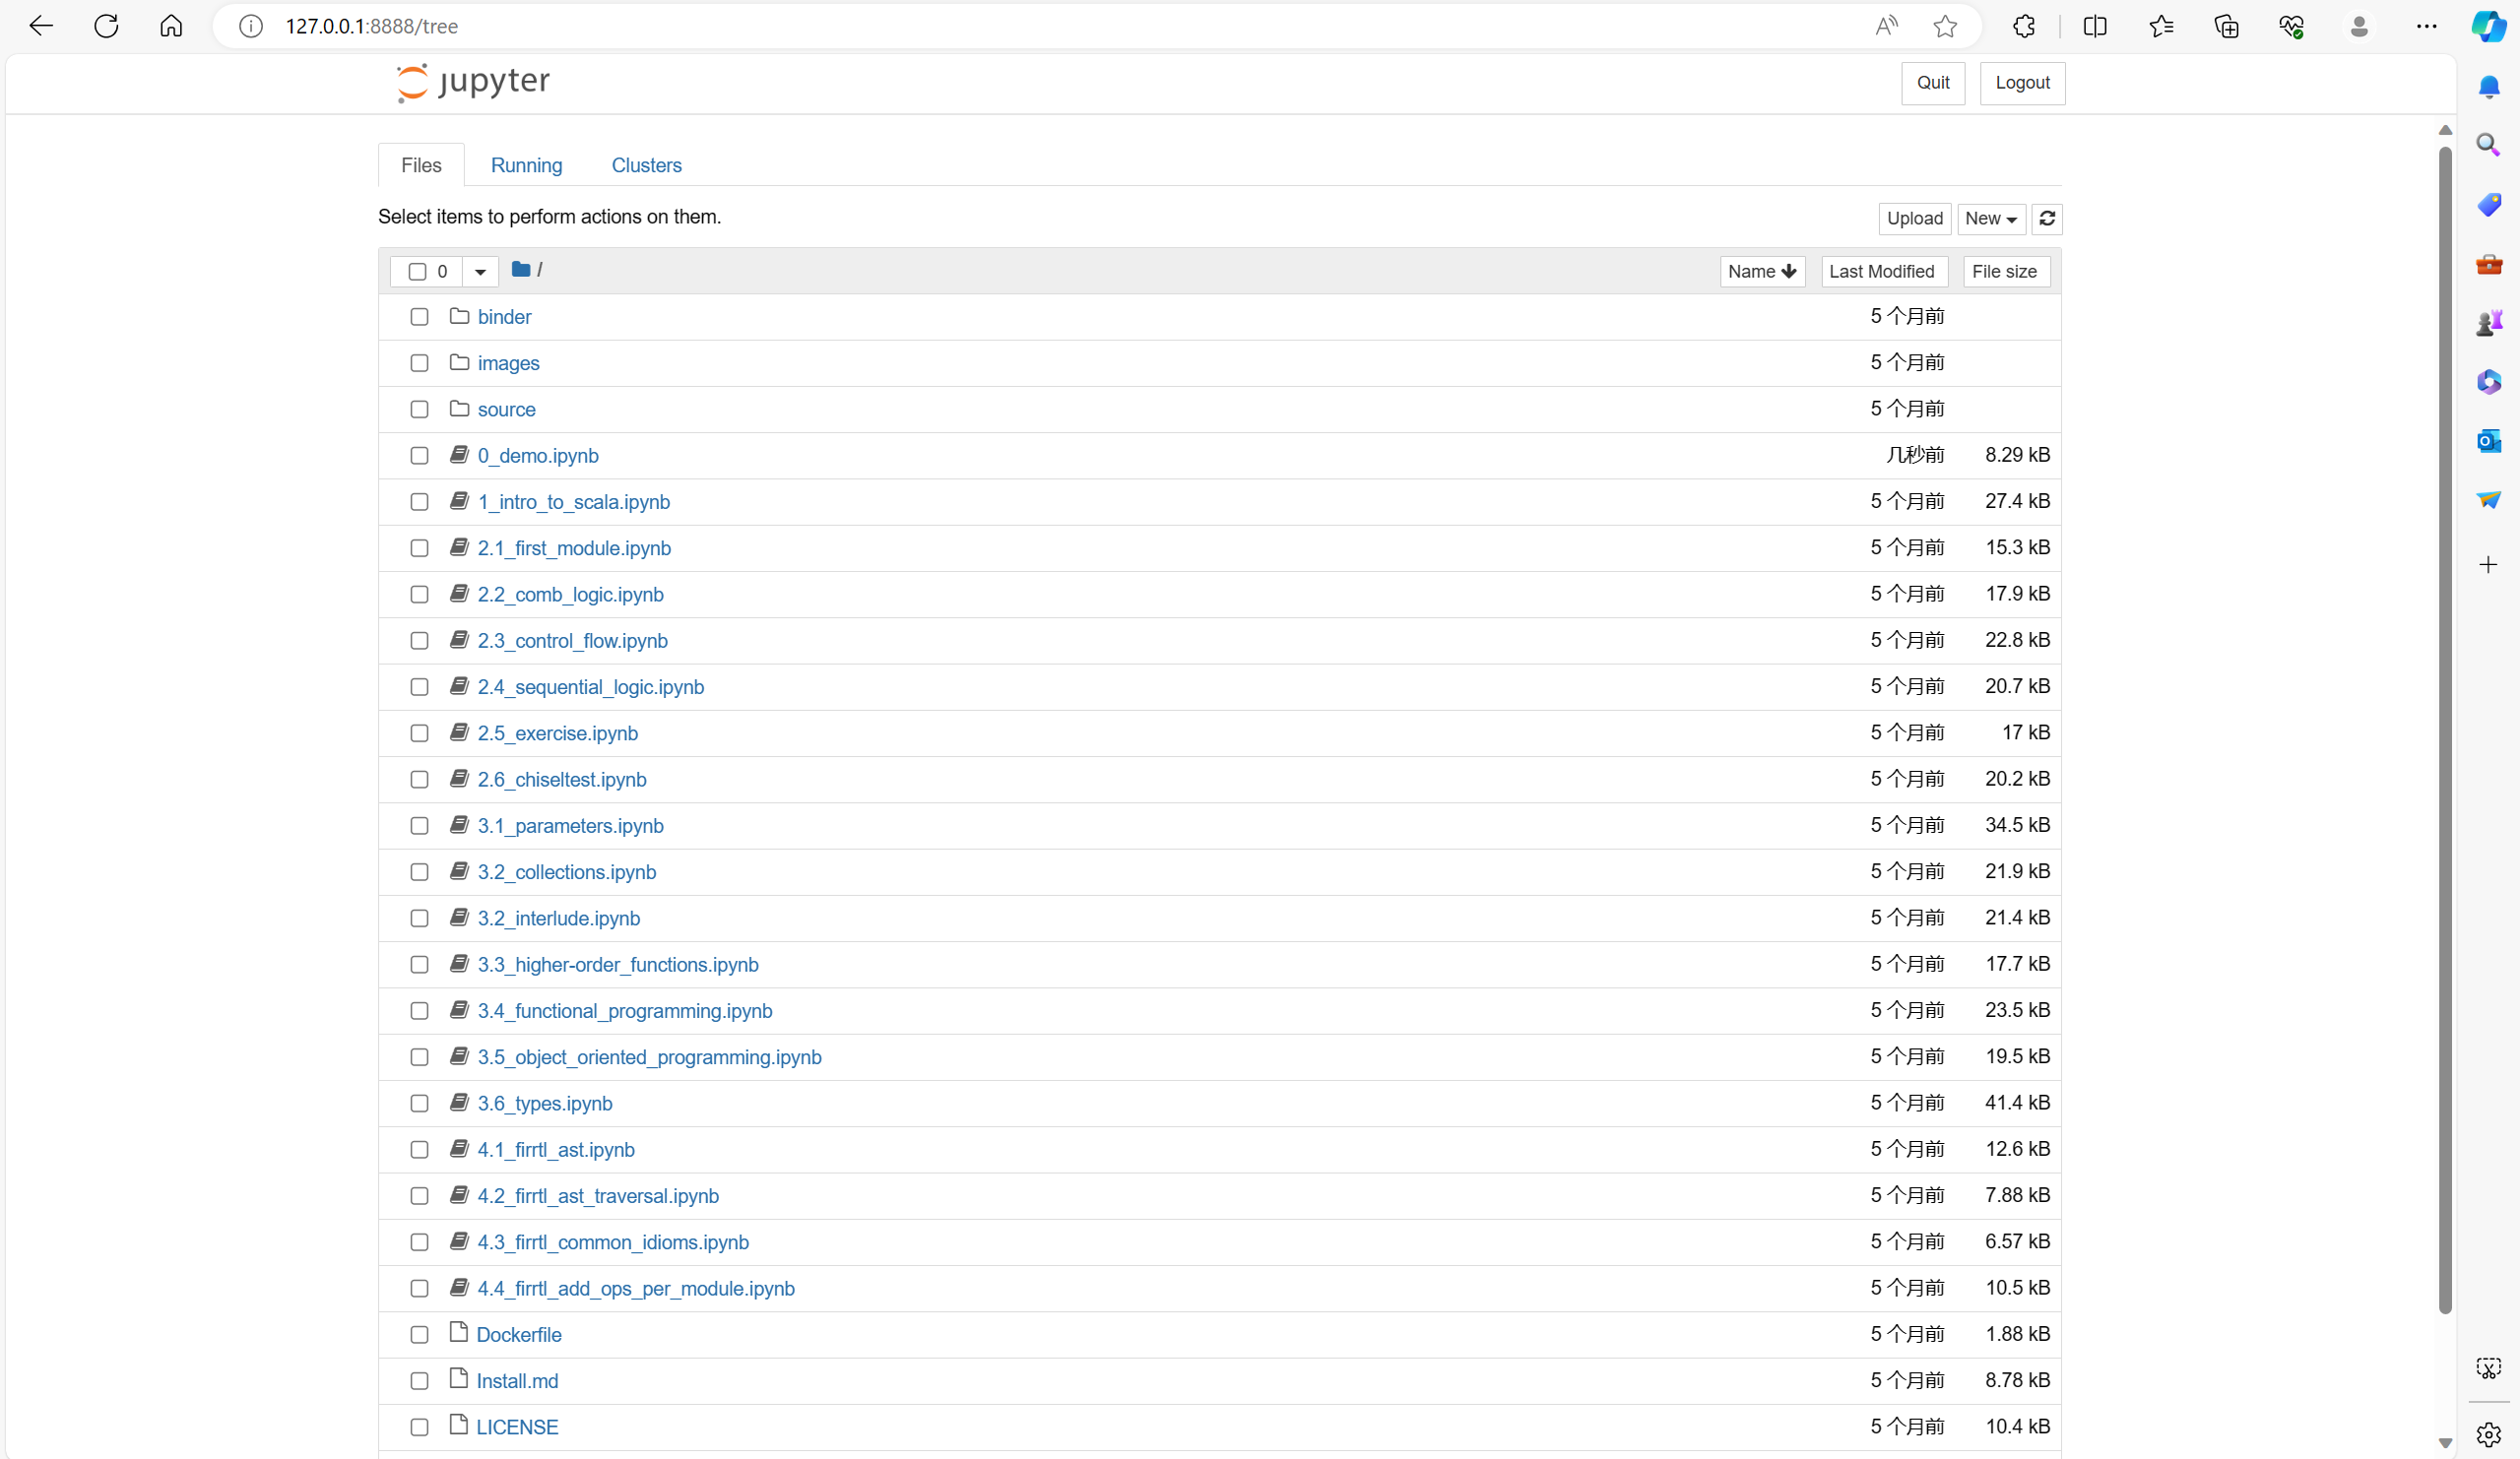 127.0.0.1:8888/tree
jupyter
Quit Logout
Files Running Clusters
Select items to perform actions on them.
Upload New
0 / Name Last Modified File size
binder 5 个月前
images 5 个月前
source 5 个月前
0_demo.ipynb 几秒前 8.29 kB
1_intro_to_scala.ipynb 5 个月前 27.4 kB
2.1_first_module.ipynb 5 个月前 15.3 kB
2.2_comb_logic.ipynb 5 个月前 17.9 kB
2.3_control_flow.ipynb 5 个月前 22.8 kB
2.4_sequential_logic.ipynb 5 个月前 20.7 kB
2.5_exercise.ipynb 5 个月前 17 kB
2.6_chiseltest.ipynb 5 个月前 20.2 kB
3.1_parameters.ipynb 5 个月前 34.5 kB
3.2_collections.ipynb 5 个月前 21.9 kB
3.2_interlude.ipynb 5 个月前 21.4 kB
3.3_higher-order_functions.ipynb 5 个月前 17.7 kB
3.4_functional_programming.ipynb 5 个月前 23.5 kB
3.5_object_oriented_programming.ipynb 5 个月前 19.5 kB
3.6_types.ipynb 5 个月前 41.4 kB
4.1_firrtl_ast.ipynb 5 个月前 12.6 kB
4.2_firrtl_ast_traversal.ipynb 5 个月前 7.88 kB
4.3_firrtl_common_idioms.ipynb 5 个月前 6.57 kB
4.4_firrtl_add_ops_per_module.ipynb 5 个月前 10.5 kB
Dockerfile 5 个月前 1.88 kB
Install.md 5 个月前 8.78 kB
LICENSE 5 个月前 10.4 kB